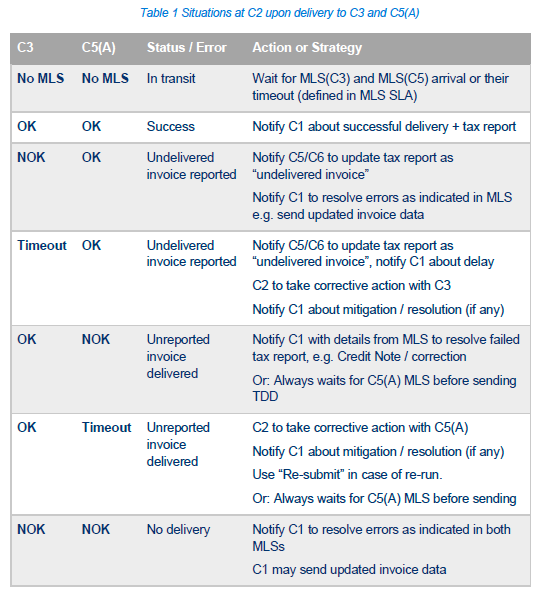 Table 1 Situations at C2 upon delivery to C3 and C5(A)
C3 C5(A) Status / Error Action or Strategy
No MLS No MLS In transit Wait for MLS(C3) and MLS(C5) arrival or their
timeout (defined in MLS SLA)
OK OK Success Notify C1 about successful delivery + tax report
NOK OK Undelivered Notify C5/C6 to update tax report as
invoice reported “undelivered invoice”
Notify C1 to resolve errors as indicated in MLS
e.g. send updated invoice data
Timeout OK Undelivered Notify C5/C6 to update tax report as
invoice reported “undelivered invoice”, notify C1 about delay
C2 to take corrective action with C3
Notify C1 about mitigation / resolution (if any)
OK NOK Unreported Notify C1 with details from MLS to resolve failed
invoice tax report, e.g. Credit Note / correction
delivered Or: Always waits for C5(A) MLS before sending
TDD
OK Timeout Unreported C2 to take corrective action with C5(A)
invoice Notify C1 about mitigation / resolution (if any)
delivered Use “Re-submit” in case of re-run.
Or: Always waits for C5(A) MLS before sending
NOK NOK No delivery Notify C1 to resolve errors as indicated in both
MLSs
C1 may send updated invoice data